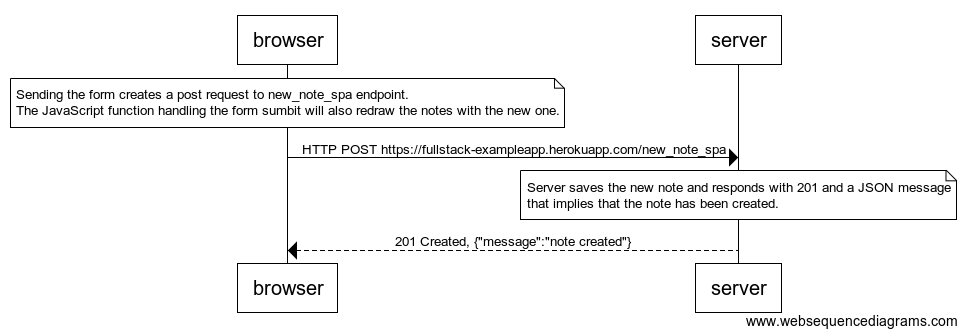 browser
server
Sending the form creates a post request to new_note_spa endpoint.
The JavaScript function handling the form sumbit will also redraw the notes with the new one.
HTTP POST https://fullstack-exampleapp.herokuapp.com/new_note_spa
Server saves the new note and responds with 201 and a JSON message
that implies that the note has been created.
201 Created, {"message":"note created"}
browser
server
www.websequencediagrams.com